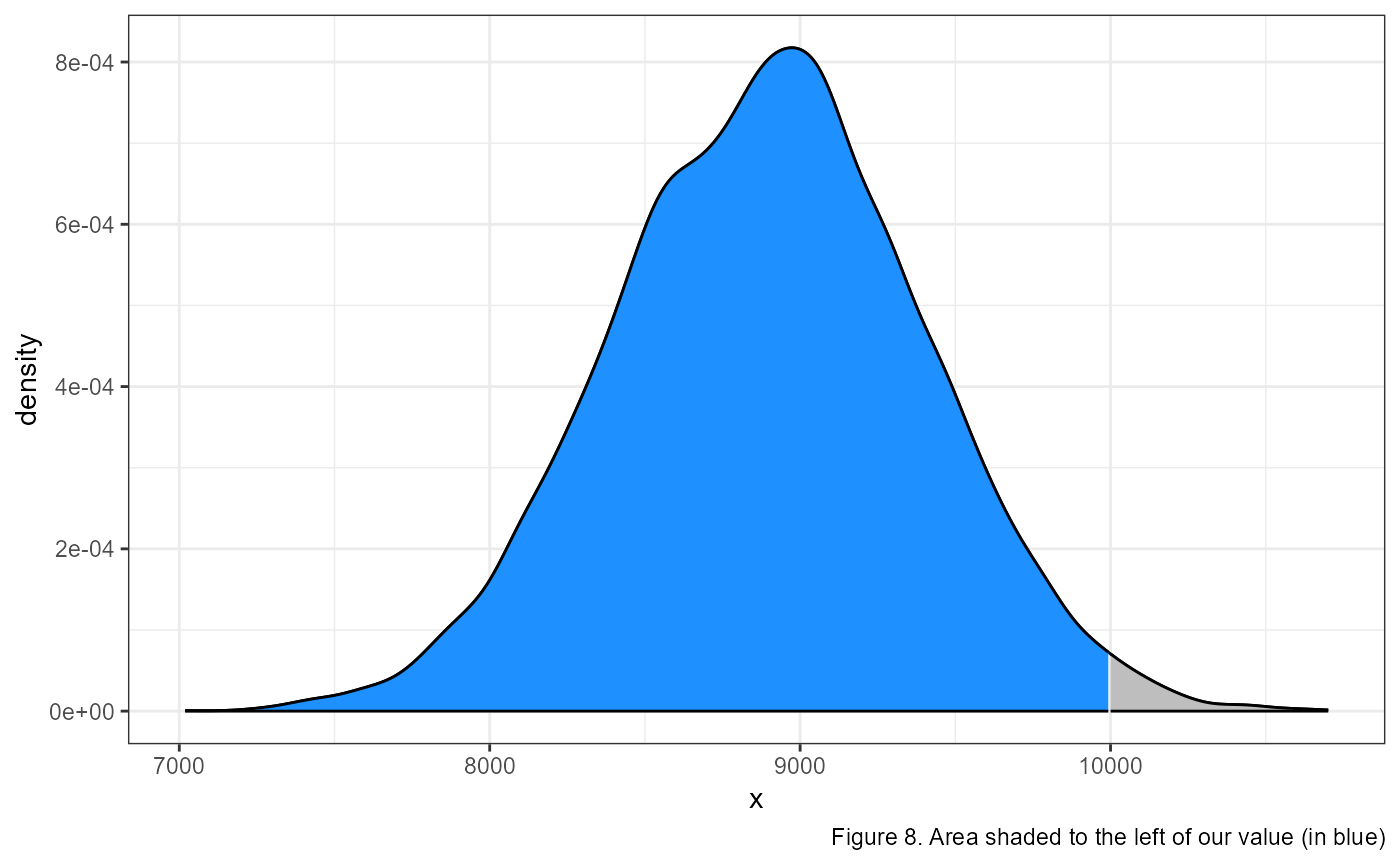 8e-04
6e-04
4e-04
2e-04
0e+00
density
7000 8000 9000 10000
x
Figure 8. Area shaded to the left of our value (in blue)